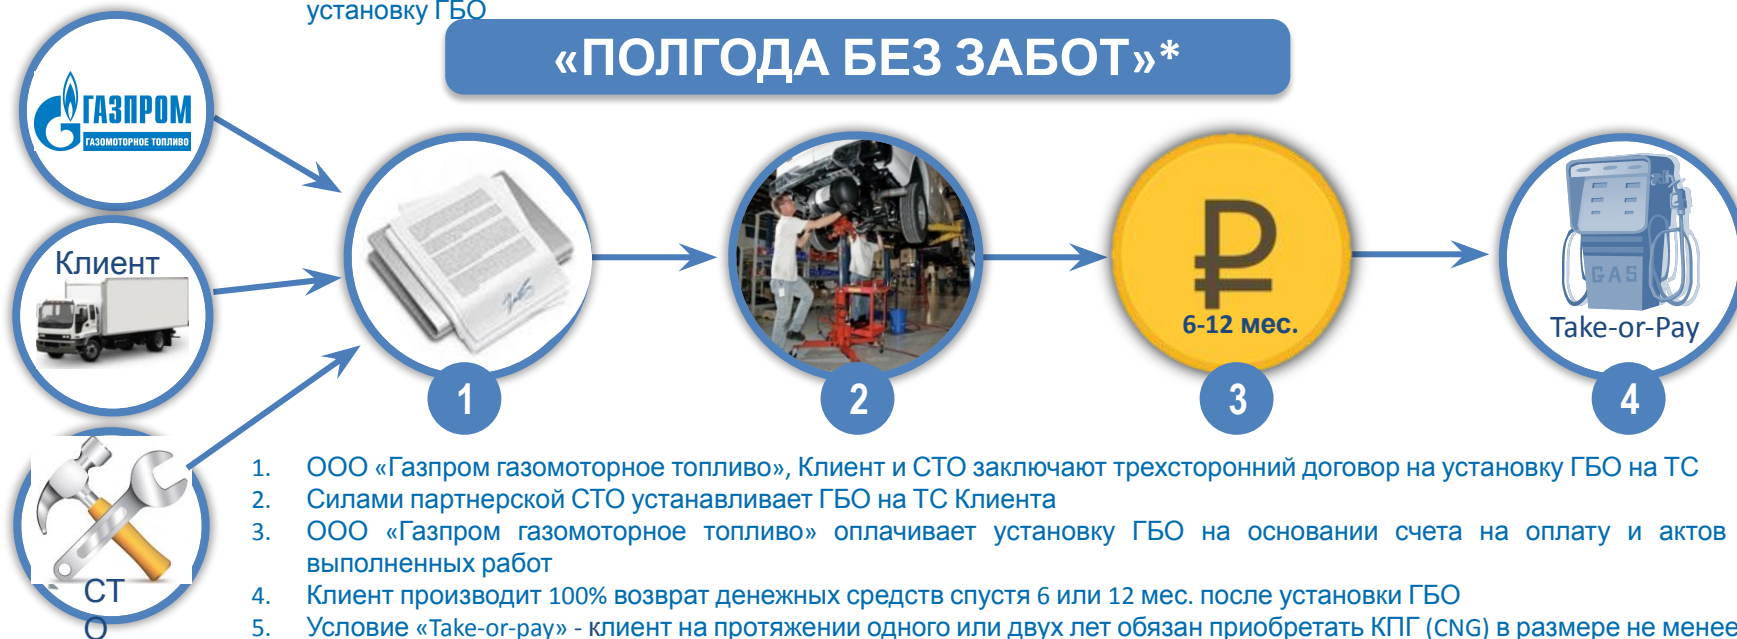 установку ГБО
«ПОЛГОДА БЕЗ ЗАБОТ»*
ГАЗПРОМ
ГАЗОМОТОРНОЕ ТОПЛИВО
Клиент
СТ
О
6-12 мес.
GAS
Take-or-Pay
1
2
3
4
1. ООО «Газпром газомоторное топливо», Клиент и СТО заключают трехсторонний договор на установку ГБО на ТС
2. Силами партнерской СТО устанавливает ГБО на ТС Клиента
3. ООО «Газпром газомоторное топливо» оплачивает установку ГБО на основании счета на оплату и актов
выполненных работ
4. Клиент производит 100% возврат денежных средств спустя 6 или 12 мес. после установки ГБО
5. Условие «Take-or-pay» - клиент на протяжении одного или двух лет обязан приобретать КПГ (CNG) в размере не менее